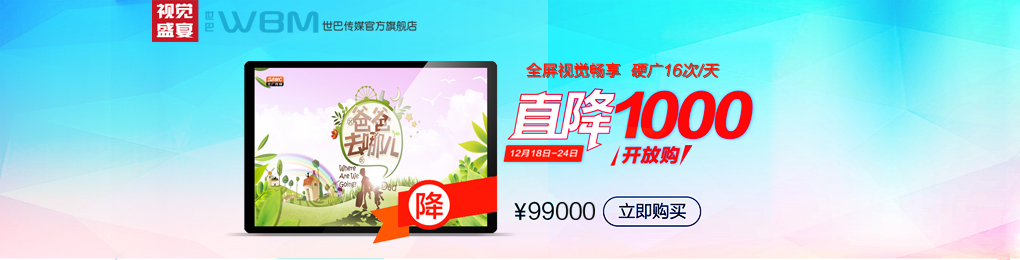 视觉
盛宴
世巴
WBM
世巴传媒官方旗舰店
全屏视觉畅享 硬广16次/天
直降1000
12月18日-24日
开放购
爸爸
去哪儿
Where
Are We
Going?
Dad
降
¥99000
立即购买